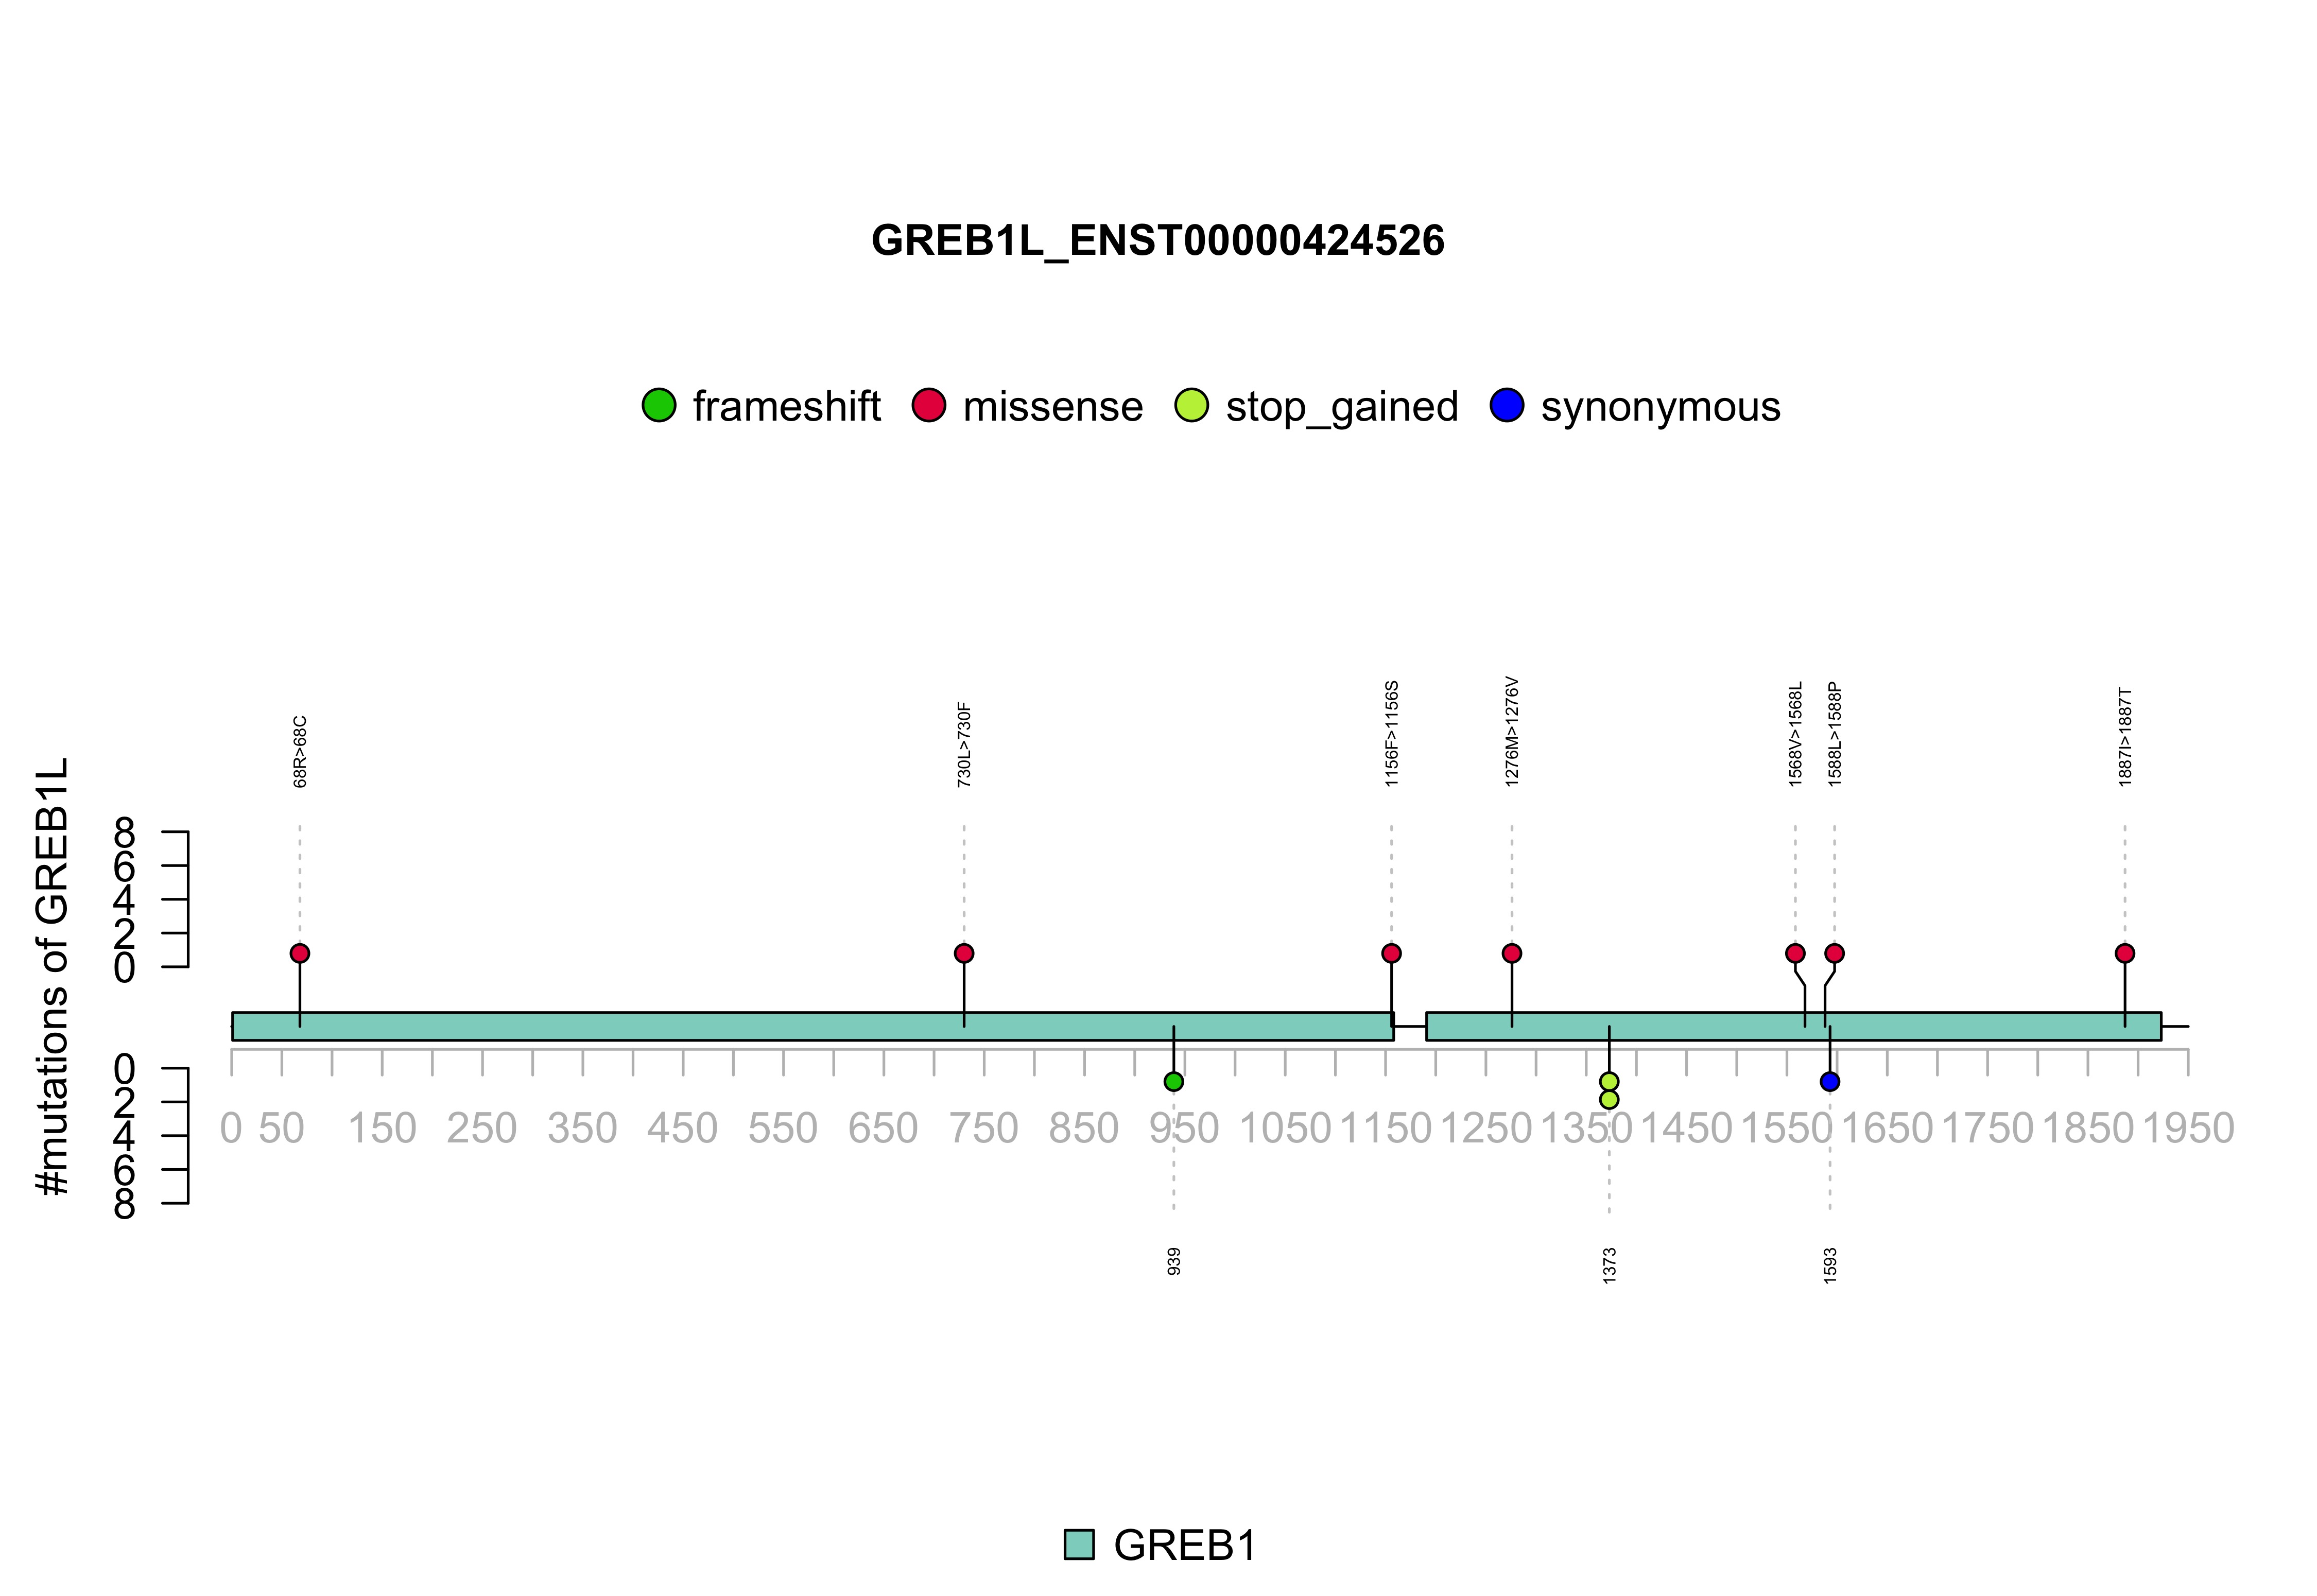 GREB1L_ENST00000424526
frameshift missense stop_gained synonymous
68R>68C
730L>730F
1156F>1156S
1276M>1276V
1568V>1568L
1588L>1588P
1887I>1887T
#mutations of GREB1L
8
6
4
2
0
0
2
4
6
8
0 50 150 250 350 450 550 650 750 850 950 1050 1150 1250 1350 1450 1550 1650 1750 1850 1950
939
1373
1593
GREB1